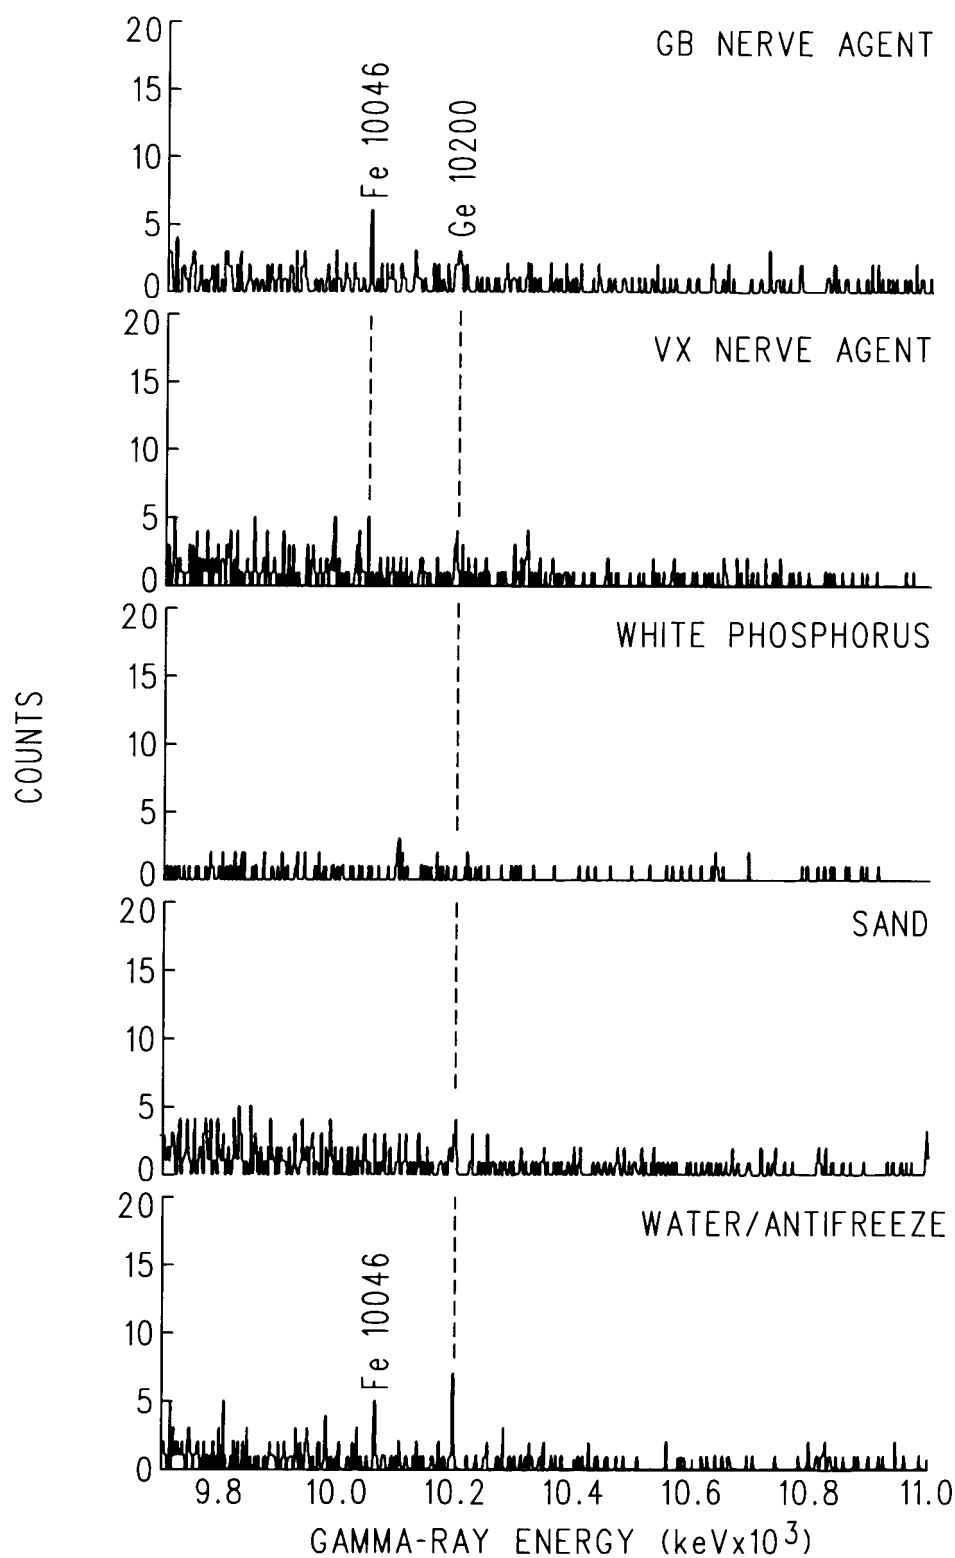 20
GB NERVE AGENT
15
10
5
0
Fe 10046
Ge 10200
20
VX NERVE AGENT
15
10
5
0
20
WHITE PHOSPHORUS
15
10
5
0
COUNTS
20
SAND
15
10
5
0
20
WATER/ANTIFREEZE
15
10
5
0
Fe 10046
9.8 10.0 10.2 10.4 10.6 10.8 11.0
GAMMA-RAY ENERGY (keVx10³)